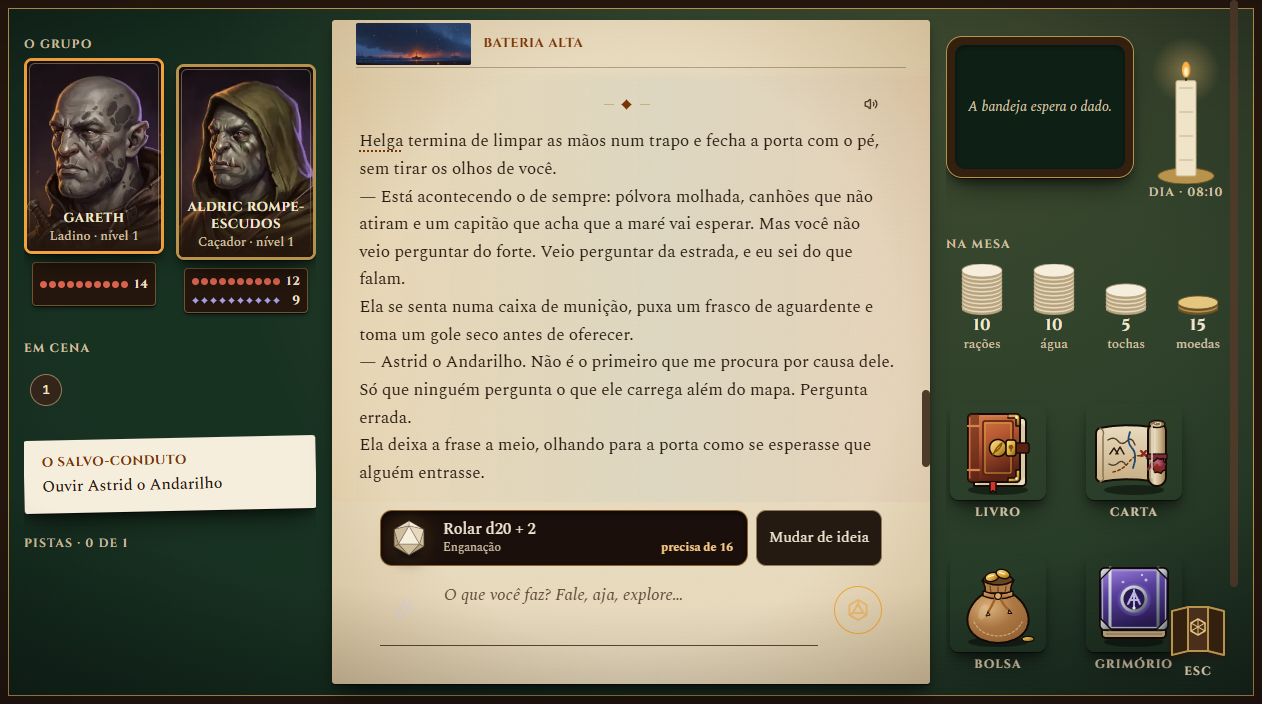 O GRUPO
GARETH
Ladino · nível 1
14
ALDRIC ROMPE-
ESCUDOS
Caçador · nível 1
12
9
EM CENA
1
O SALVO-CONDUTO
Ouvir Astrid o Andarilho
PISTAS · 0 DE 1
BATERIA ALTA
Helga termina de limpar as mãos num trapo e fecha a porta com o pé,
sem tirar os olhos de você.
— Está acontecendo o de sempre: pólvora molhada, canhões que não
atiram e um capitão que acha que a maré vai esperar. Mas você não
veio perguntar do forte. Veio perguntar da estrada, e eu sei do que
falam.
Ela se senta numa caixa de munição, puxa um frasco de aguardente e
toma um gole seco antes de oferecer.
— Astrid o Andarilho. Não é o primeiro que me procura por causa dele.
Só que ninguém pergunta o que ele carrega além do mapa. Pergunta
errada.
Ela deixa a frase a meio, olhando para a porta como se esperasse que
alguém entrasse.
Rolar d20 + 2
Enganação
precisa de 16
Mudar de ideia
O que você faz? Fale, aja, explore...
A bandeja espera o dado.
DIA · 08:10
NA MESA
10
rações
10
água
5
tochas
15
moedas
LIVRO
CARTA
BOLSA
GRIMÓRIO
ESC